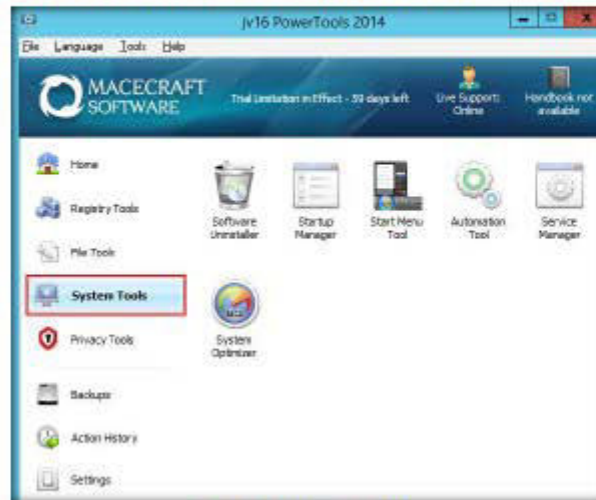 jv16 PowerTools 2014
File Language Tools Help
MACECRAFT
SOFTWARE
Trial Limitation in Effect - 59 days left
Live Support:
Online
Handbook not
available
Home
Registry Tools
File Tools
System Tools
Privacy Tools
Backups
Action History
Settings
Software
Uninstaller
Startup
Manager
Start Menu
Tool
Automation
Tool
Service
Manager
System
Optimizer